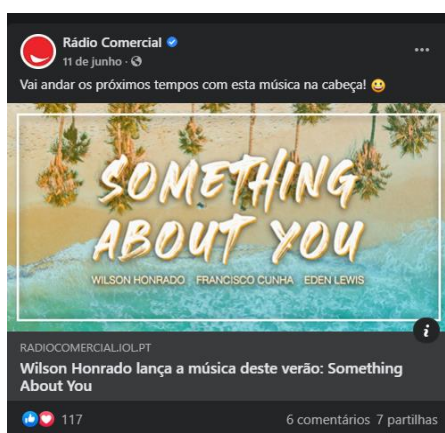 Rádio Comercial
11 de junho ·
Vai andar os próximos tempos com esta música na cabeça! 😀
SOMETHING
ABOUT YOU
WILSON HONRADO FRANCISCO CUNHA EDEN LEWIS
i
RADIOCOMERCIAL.IOL.PT
Wilson Honrado lança a música deste verão: Something
About You
117
6 comentários 7 partilhas